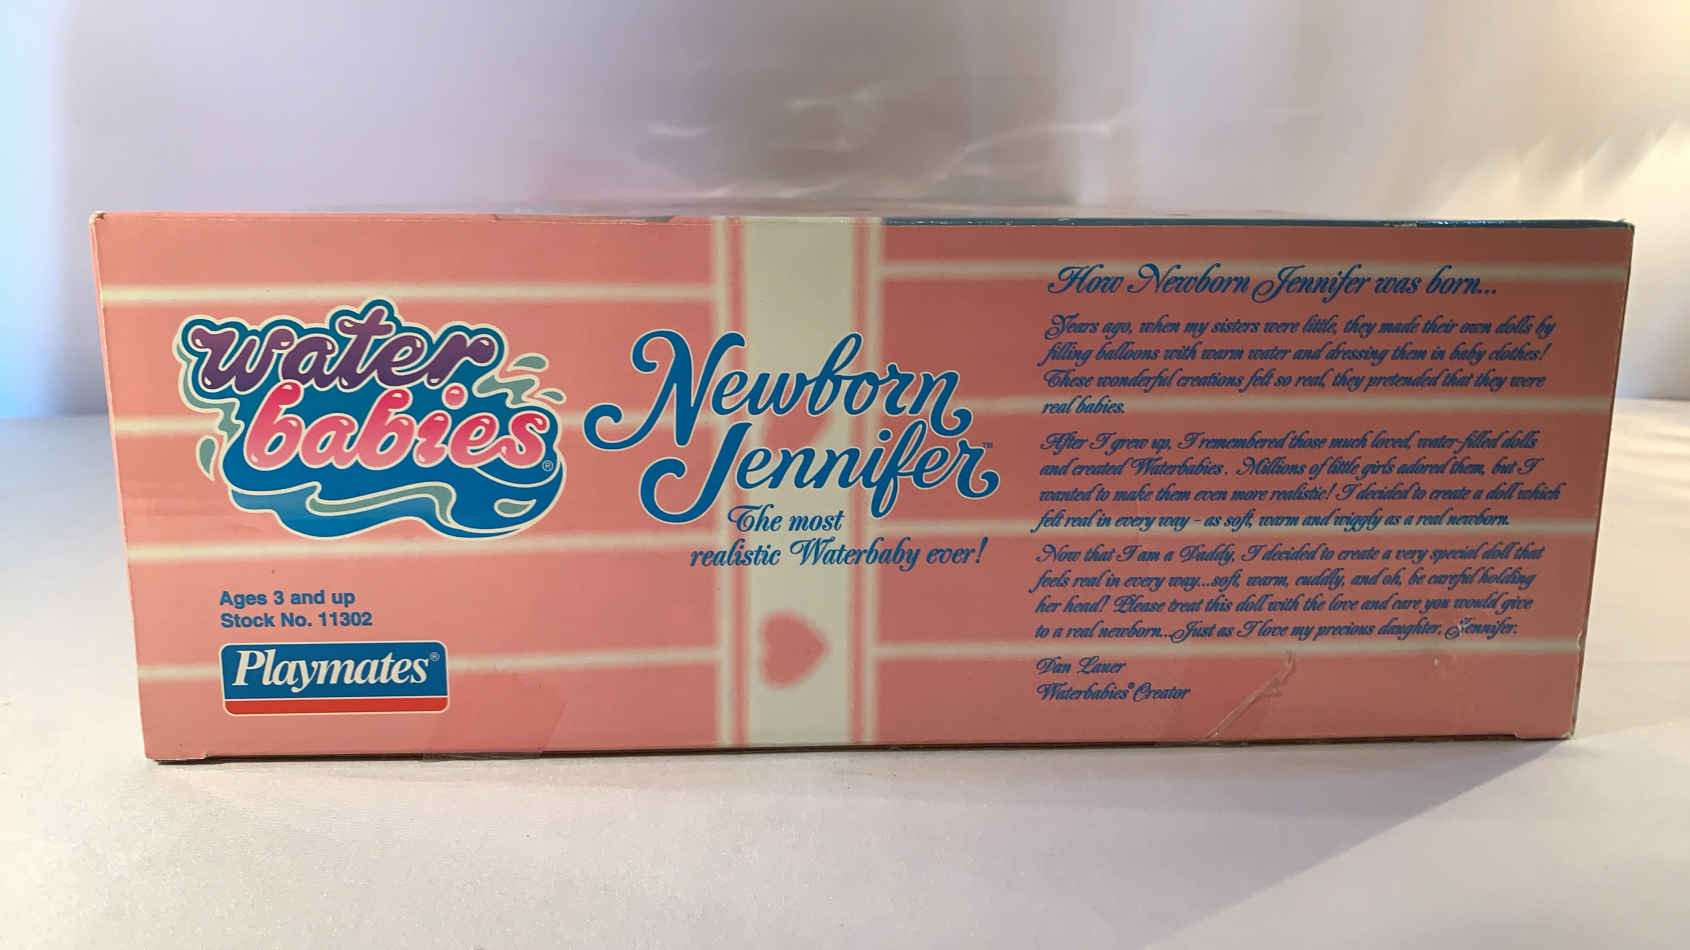 water
babies®
Newborn
Jennifer™
The most
realistic Waterbaby ever!
Ages 3 and up
Stock No. 11302
Playmates®
How Newborn Jennifer was born...
Years ago, when my sisters were little, they made their own dolls by
filling balloons with warm water and dressing them in baby clothes!
These wonderful creations felt so real, they pretended that they were
real babies.
After I grew up, I remembered those much loved, water-filled dolls
and created Waterbabies. Millions of little girls adored them, but I
wanted to make them even more realistic! I decided to create a doll which
felt real in every way - as soft, warm and wiggly as a real newborn.
Now that I am a Daddy, I decided to create a very special doll that
feels real in every way...soft, warm, cuddly, and oh, be careful holding
her head! Please treat this doll with the love and care you would give
to a real newborn...Just as I love my precious daughter, Jennifer.
Dan Lauer
Waterbabies® Creator